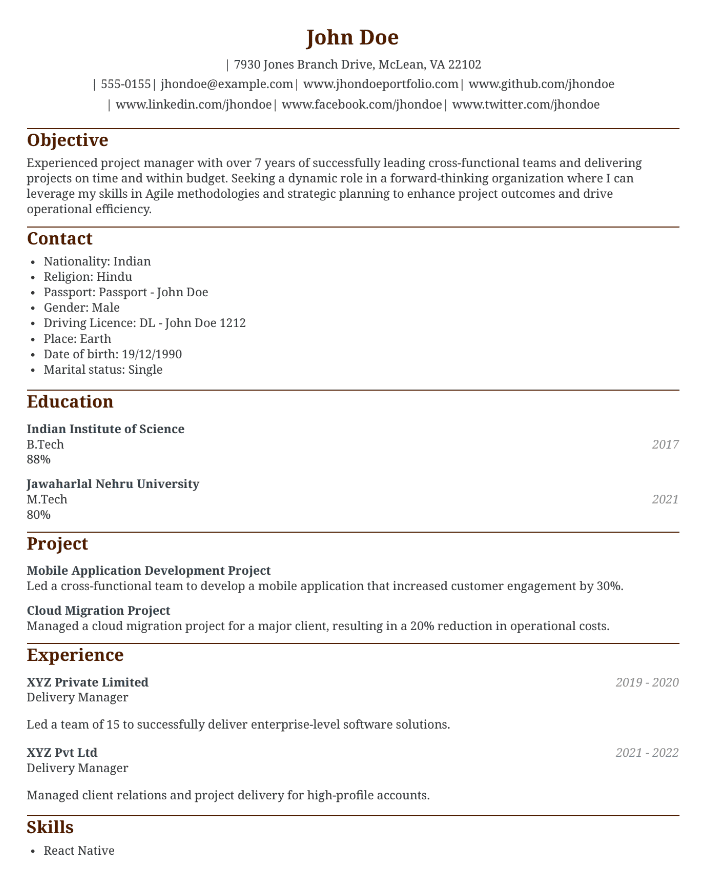 John Doe
| 7930 Jones Branch Drive, McLean, VA 22102
| 555-0155| jhondoe@example.com| www.jhondoeportfolio.com| www.github.com/jhondoe
| www.linkedin.com/jhondoe| www.facebook.com/jhondoe| www.twitter.com/jhondoe
Objective
Experienced project manager with over 7 years of successfully leading cross-functional teams and delivering
projects on time and within budget. Seeking a dynamic role in a forward-thinking organization where I can
leverage my skills in Agile methodologies and strategic planning to enhance project outcomes and drive
operational efficiency.
Contact
• Nationality: Indian
• Religion: Hindu
• Passport: Passport - John Doe
• Gender: Male
• Driving Licence: DL - John Doe 1212
• Place: Earth
• Date of birth: 19/12/1990
• Marital status: Single
Education
Indian Institute of Science
B.Tech 2017
88%
Jawaharlal Nehru University
M.Tech 2021
80%
Project
Mobile Application Development Project
Led a cross-functional team to develop a mobile application that increased customer engagement by 30%.
Cloud Migration Project
Managed a cloud migration project for a major client, resulting in a 20% reduction in operational costs.
Experience
XYZ Private Limited 2019 - 2020
Delivery Manager
Led a team of 15 to successfully deliver enterprise-level software solutions.
XYZ Pvt Ltd 2021 - 2022
Delivery Manager
Managed client relations and project delivery for high-profile accounts.
Skills
• React Native